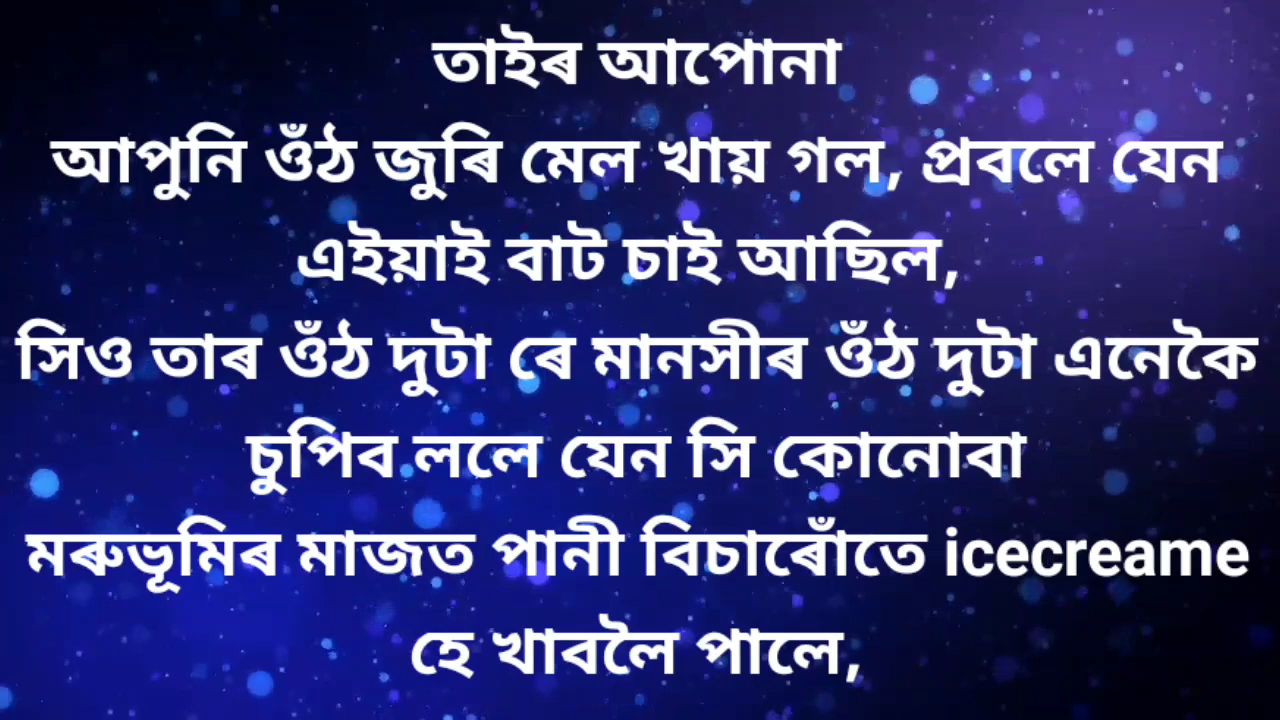 তাইৰ আপোনা
আপুনি ওঁঠ জুৰি মেল খায় গল, প্ৰবলে যেন
এইয়াই বাট চাই আছিল,
সিও তাৰ ওঁঠ দুটা ৰে মানসীৰ ওঁঠ দুটা এনেকৈ
চুপিব ললে যেন সি কোনোবা
মৰুভূমিৰ মাজত পানী বিচাৰোঁতে icecreame
হে খাবলৈ পালে,